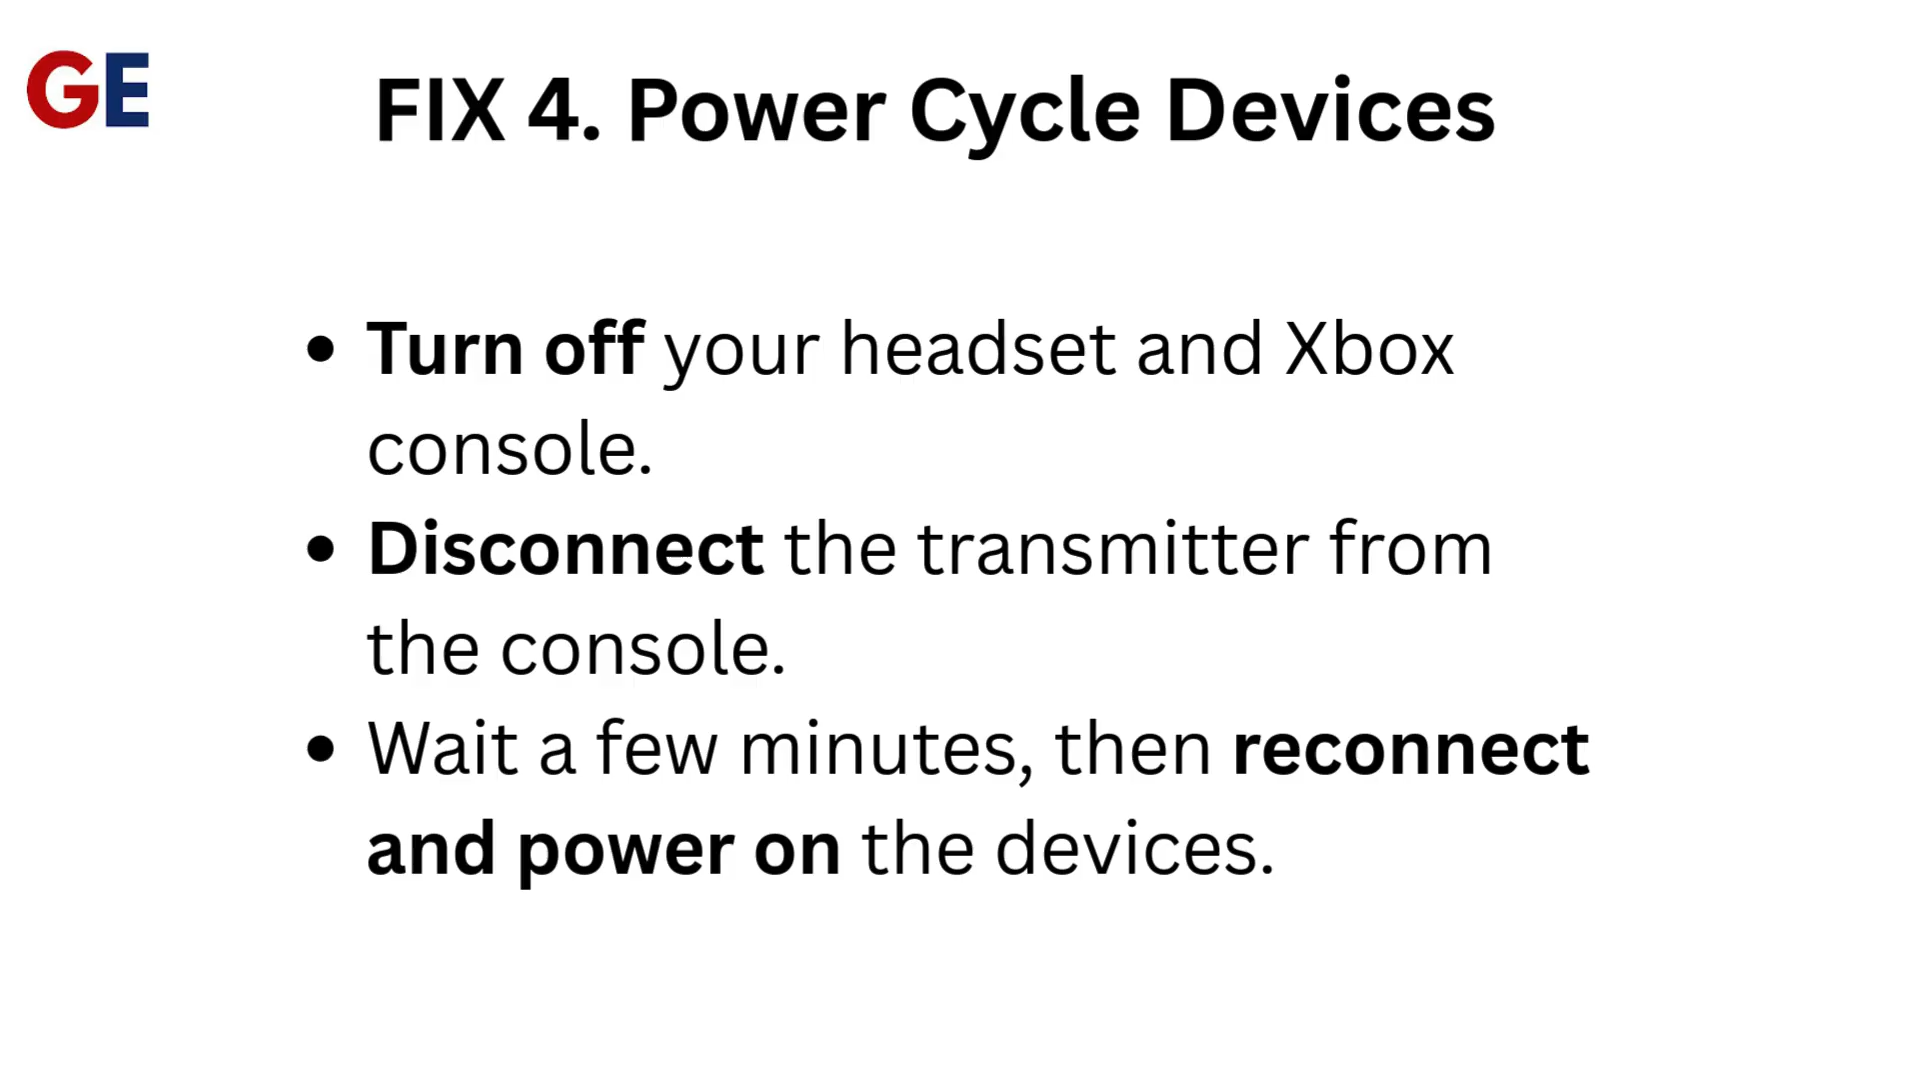 GE
FIX 4. Power Cycle Devices
• Turn off your headset and Xbox
console.
• Disconnect the transmitter from
the console.
• Wait a few minutes, then reconnect
and power on the devices.